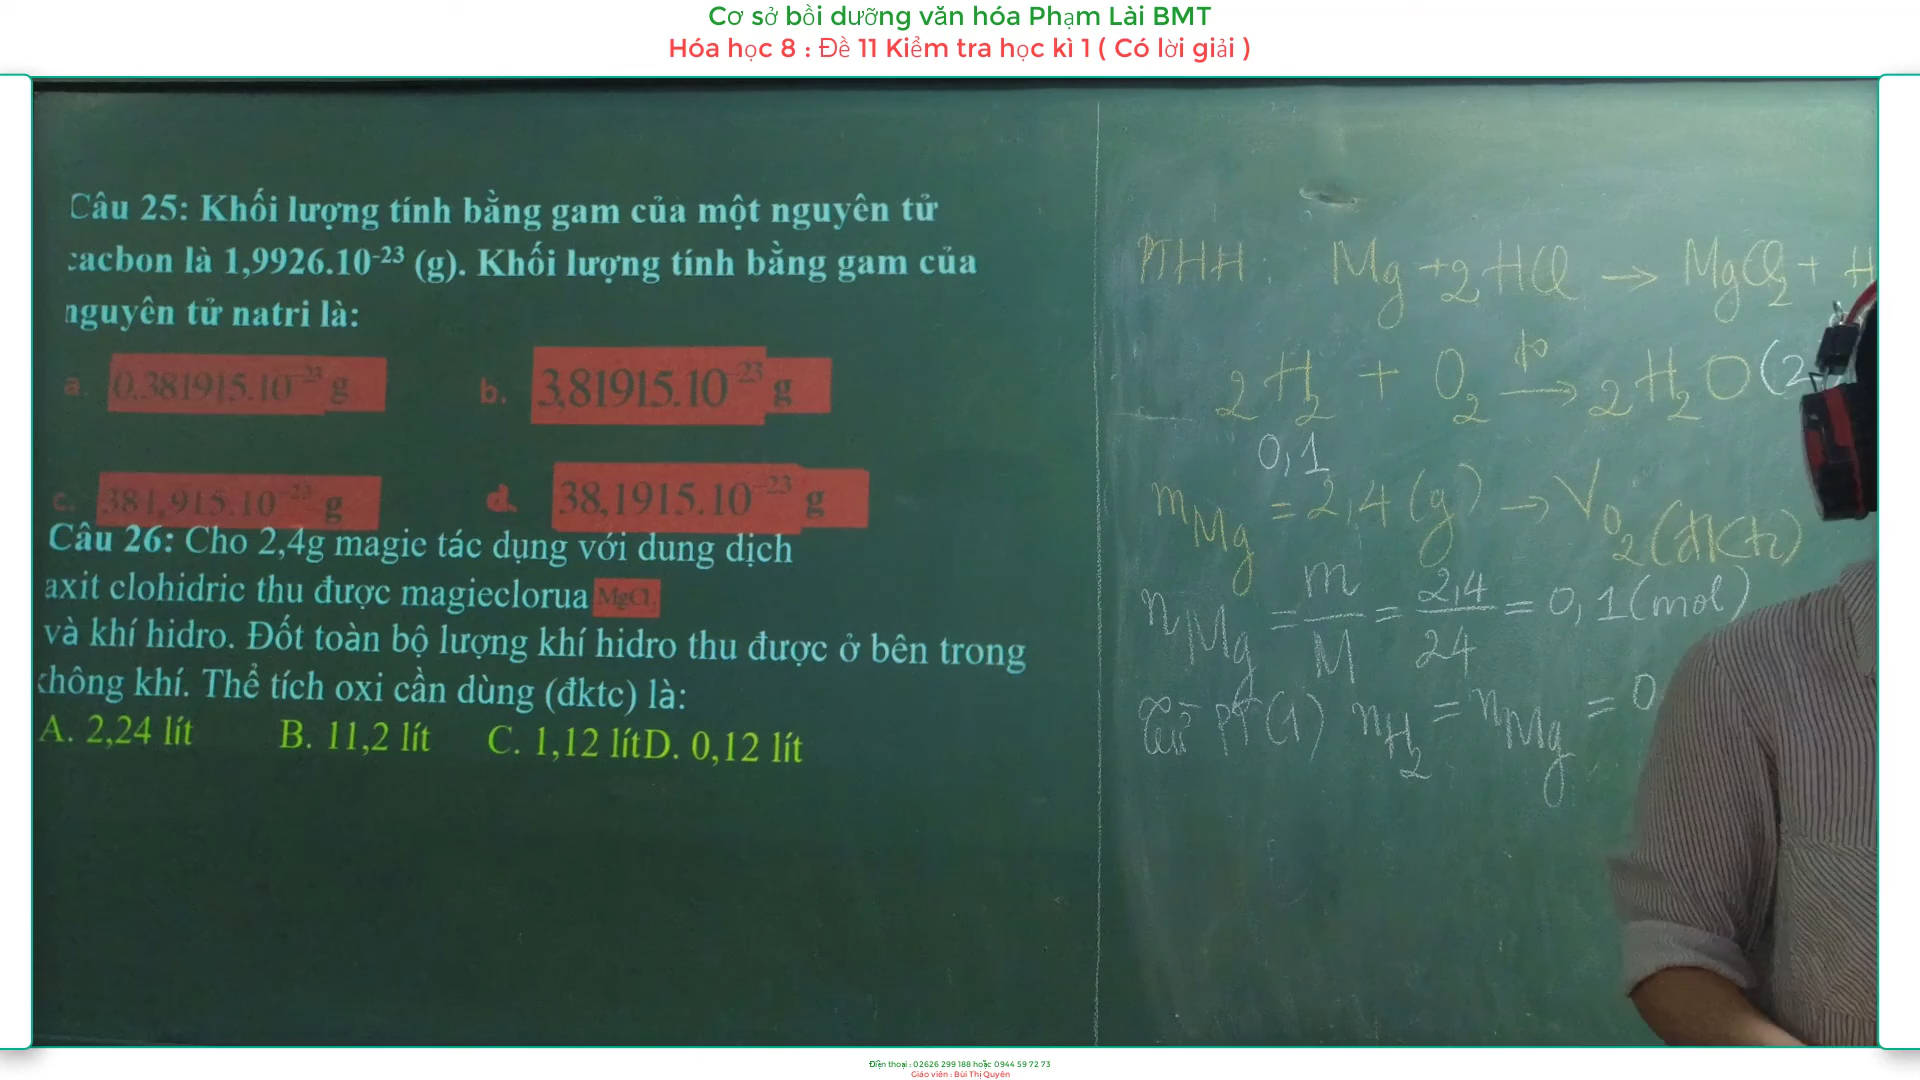 Cơ sở bồi dưỡng văn hóa Phạm Lài BMT
Hóa học 8 : Đề 11 Kiểm tra học kì 1 ( Có lời giải )
Câu 25: Khối lượng tính bằng gam của một nguyên tử
cacbon là 1,9926.10⁻²³ (g). Khối lượng tính bằng gam của
nguyên tử natri là:
a. 0.381915.10⁻²³ g b. 3,81915.10⁻²³ g
c. 381,915.10⁻²³ g d. 38,1915.10⁻²³ g
Câu 26: Cho 2,4g magie tác dụng với dung dịch
axit clohidric thu được magieclorua MgCl₂
và khí hidro. Đốt toàn bộ lượng khí hidro thu được ở bên trong
không khí. Thể tích oxi cần dùng (đktc) là:
A. 2,24 lít B. 11,2 lít C. 1,12 lítD. 0,12 lít
PTHH: Mg + 2HCl → MgCl₂ + H
2H₂ + O₂ →(t⁰) 2H₂O (2
0,1
mMg = 2,4 (g) → VO₂ (đktc)
nMg = m/M = 2,4/24 = 0,1 (mol)
Từ PT(1) nH₂ = nMg = 0
Điện thoại : 02626 299 188 hoặc 0944 59 72 73
Giáo viên : Bùi Thị Quyên